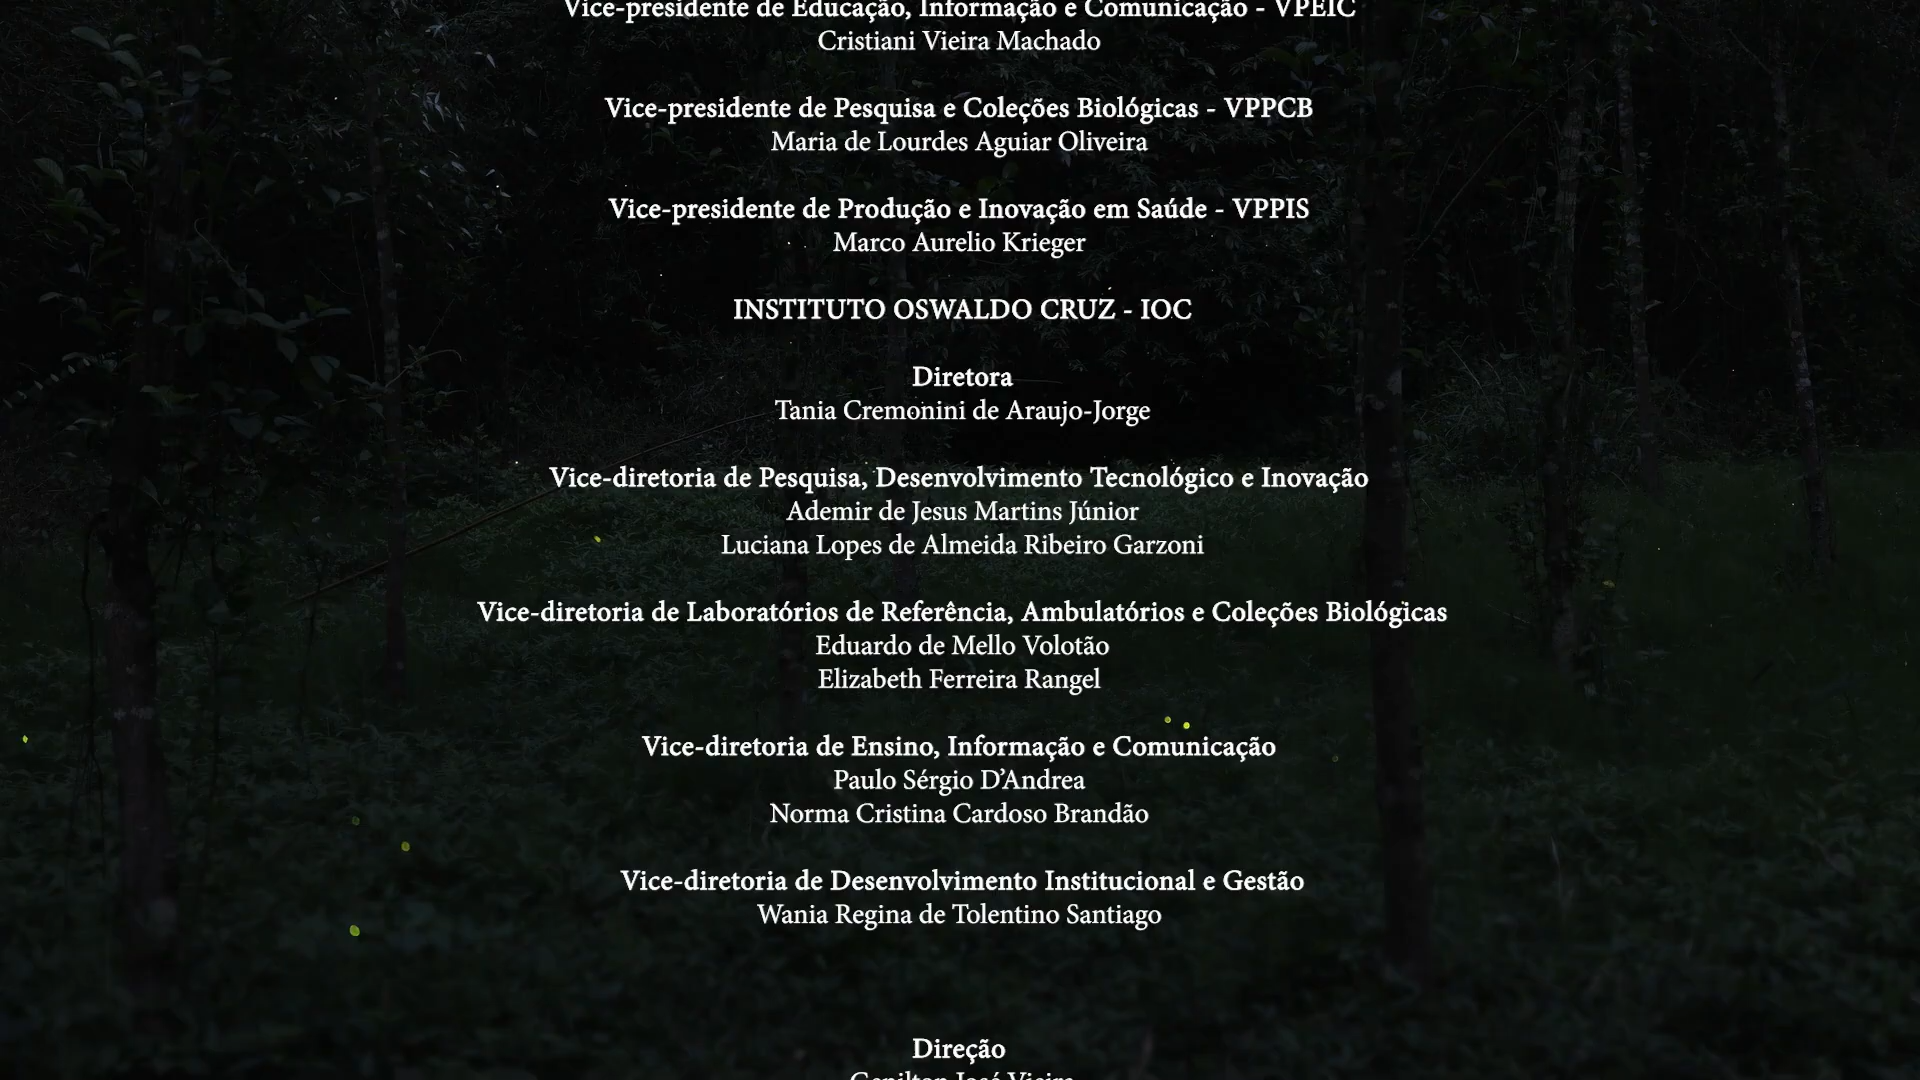 Vice-presidente de Educação, Informação e Comunicação - VPEIC
Cristiani Vieira Machado
Vice-presidente de Pesquisa e Coleções Biológicas - VPPCB
Maria de Lourdes Aguiar Oliveira
Vice-presidente de Produção e Inovação em Saúde - VPPIS
Marco Aurelio Krieger
INSTITUTO OSWALDO CRUZ - IOC
Diretora
Tania Cremonini de Araujo-Jorge
Vice-diretoria de Pesquisa, Desenvolvimento Tecnológico e Inovação
Ademir de Jesus Martins Júnior
Luciana Lopes de Almeida Ribeiro Garzoni
Vice-diretoria de Laboratórios de Referência, Ambulatórios e Coleções Biológicas
Eduardo de Mello Volotão
Elizabeth Ferreira Rangel
Vice-diretoria de Ensino, Informação e Comunicação
Paulo Sérgio D’Andrea
Norma Cristina Cardoso Brandão
Vice-diretoria de Desenvolvimento Institucional e Gestão
Wania Regina de Tolentino Santiago
Direção
Genilton José Vieira